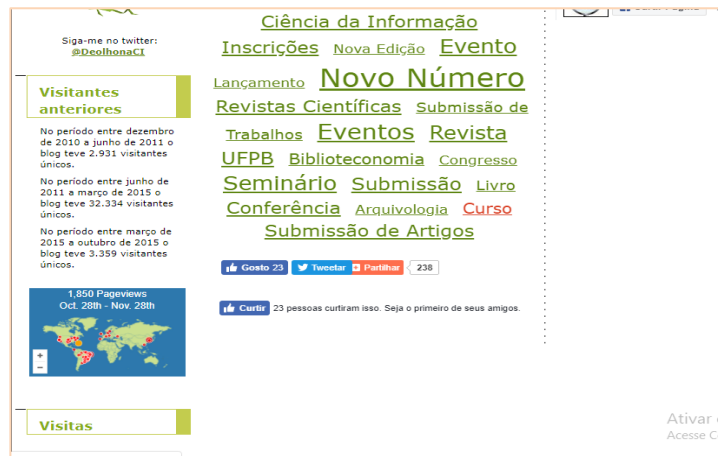 Siga-me no twitter:
@DeolhonaCI
Visitantes
anteriores
No período entre dezembro
de 2010 a junho de 2011 o
blog teve 2.931 visitantes
únicos.
No período entre junho de
2011 a março de 2015 o
blog teve 32.334 visitantes
únicos.
No período entre março de
2015 a outubro de 2015 o
blog teve 3.359 visitantes
únicos.
1,850 Pageviews
Oct. 28th - Nov. 28th
+
−
Visitas
Ciência da Informação
Inscrições Nova Edição Evento
Lançamento Novo Número
Revistas Científicas Submissão de
Trabalhos Eventos Revista
UFPB Biblioteconomia Congresso
Seminário Submissão Livro
Conferência Arquivologia Curso
Submissão de Artigos
Gosto 23 Tweetar Partilhar 238
Curtir 23 pessoas curtiram isso. Seja o primeiro de seus amigos.
Ativar
Acesse C